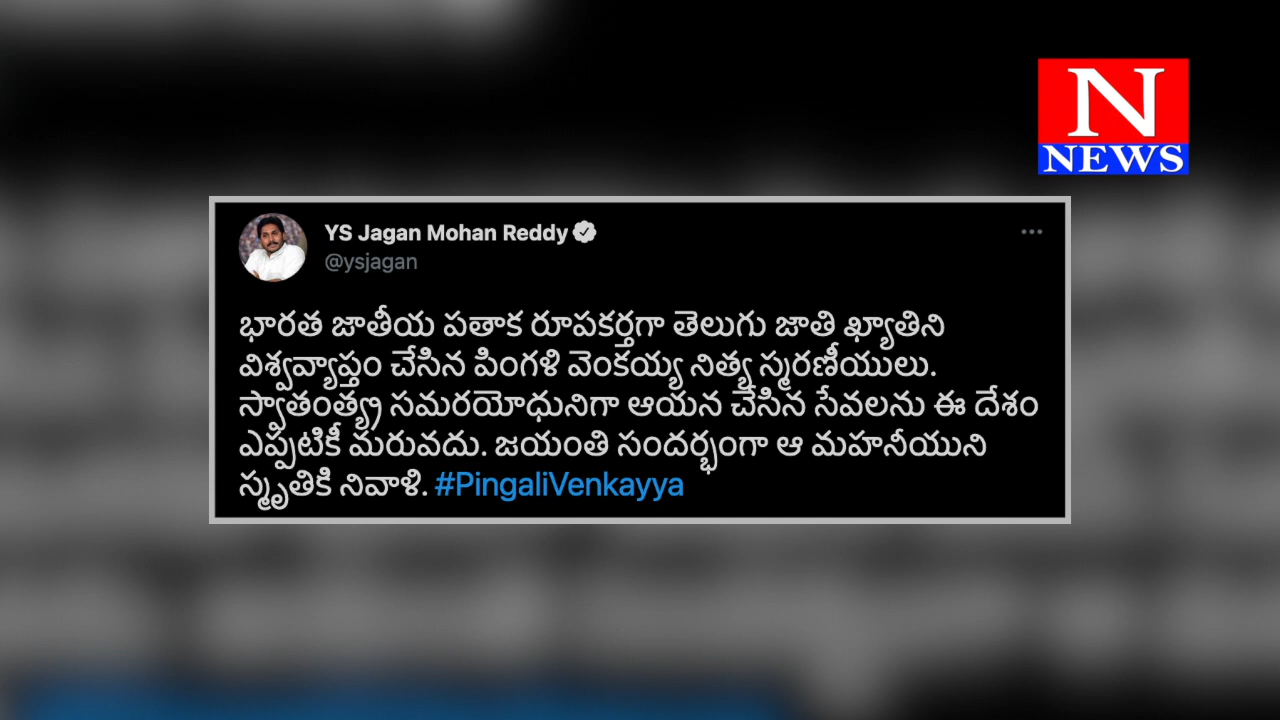 N
NEWS
YS Jagan Mohan Reddy
@ysjagan
భారత జాతీయ పతాక రూపకర్తగా తెలుగు జాతి ఖ్యాతిని
విశ్వవ్యాప్తం చేసిన పింగళి వెంకయ్య నిత్య స్మరణీయులు.
స్వాతంత్య్ర సమరయోధునిగా ఆయన చేసిన సేవలను ఈ దేశం
ఎప్పటికీ మరువదు. జయంతి సందర్భంగా ఆ మహనీయుని
స్మృతికి నివాళి. #PingaliVenkayya